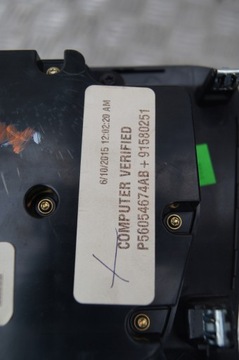 6/10/2015 12:02:20 AM
COMPUTER VERIFIED
P56054674AB + 91580251